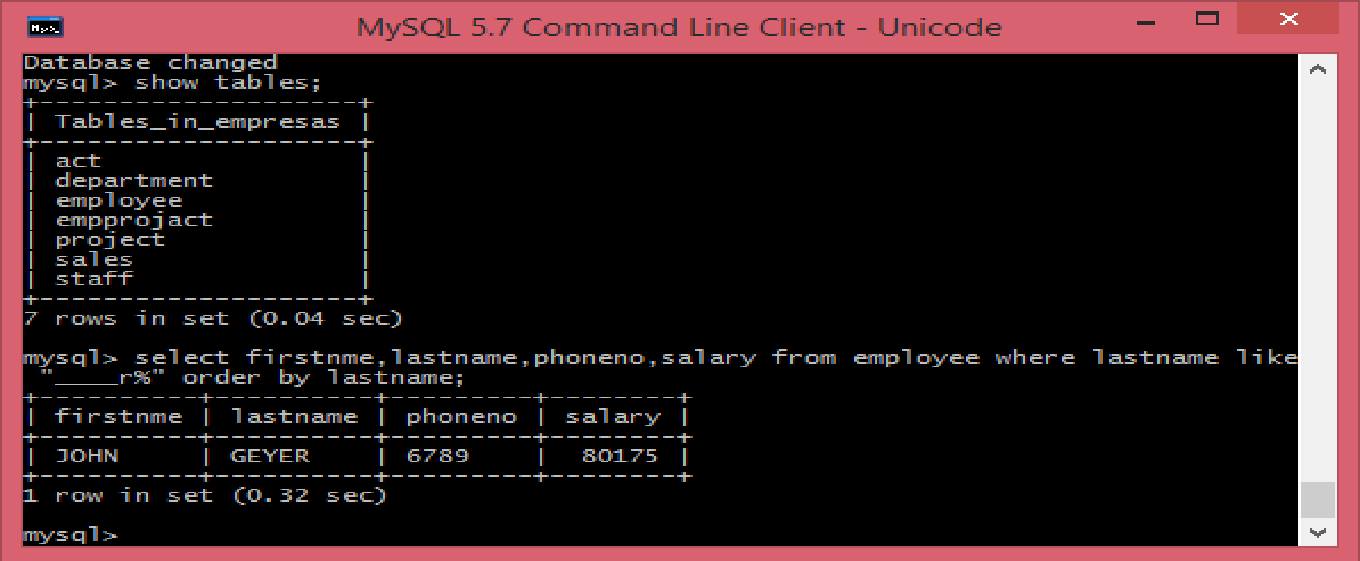 MySQL 5.7 Command Line Client - Unicode
Database changed
mysql> show tables;
+---------------------+
| Tables_in_empresas |
+---------------------+
| act |
| department |
| employee |
| empprojact |
| project |
| sales |
| staff |
+---------------------+
7 rows in set (0.04 sec)
mysql> select firstnme,lastname,phoneno,salary from employee where lastname like
"____r%" order by lastname;
+----------+----------+---------+--------+
| firstnme | lastname | phoneno | salary |
+----------+----------+---------+--------+
| JOHN | GEYER | 6789 | 80175 |
+----------+----------+---------+--------+
1 row in set (0.32 sec)
mysql>